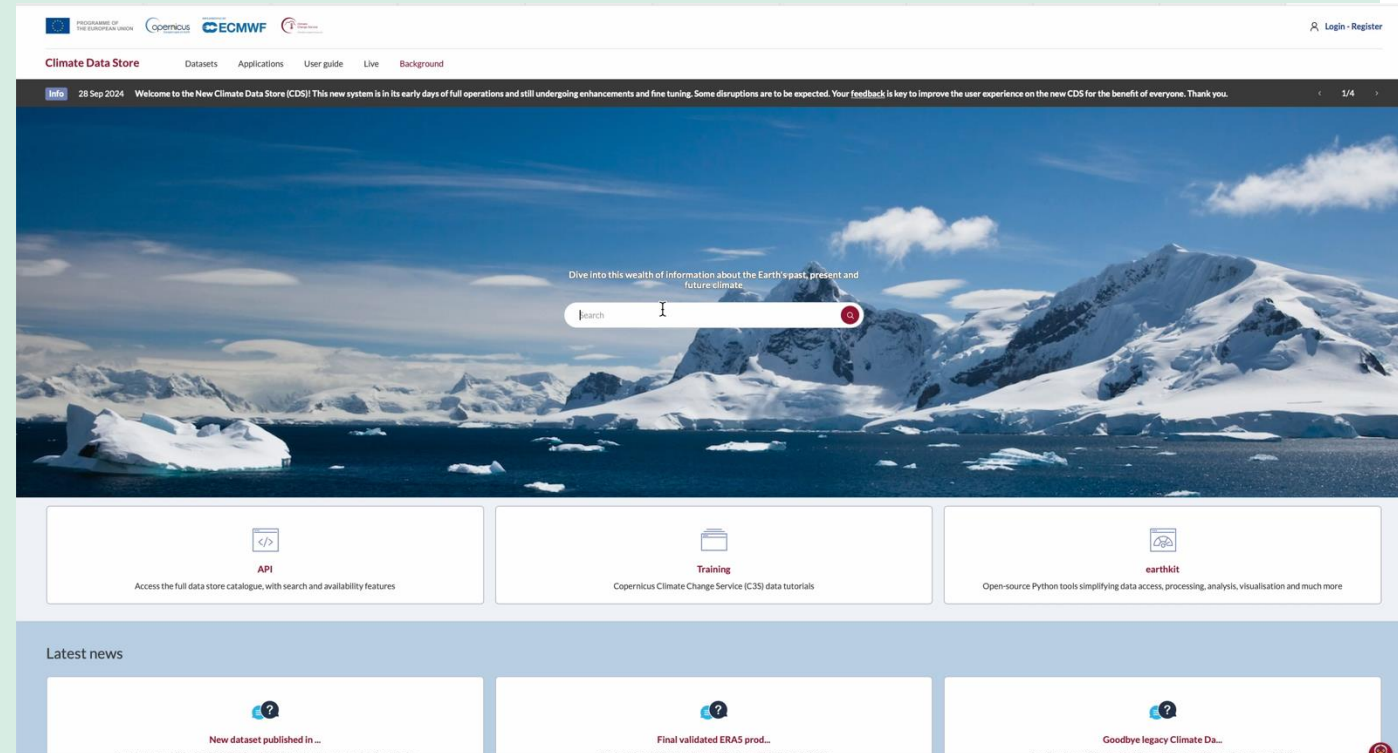 PROGRAMME OF
THE EUROPEAN UNION
opernicus
ECMWF
Login - Register
Climate Data Store
Datasets
Applications
User guide
Live
Background
Info
28 Sep 2024
Welcome to the New Climate Data Store (CDS)! This new system is in its early days of full operations and still undergoing enhancements and fine tuning. Some disruptions are to be expected. Your feedback is key to improve the user experience on the new CDS for the benefit of everyone. Thank you.
1/4
Dive into this wealth of information about the Earth's past, present and
future climate
Search
API
Access the full data store catalogue, with search and availability features
Training
Copernicus Climate Change Service (C3S) data tutorials
earthkit
Open-source Python tools simplifying data access, processing, analysis, visualisation and much more
Latest news
New dataset published in ...
Final validated ERA5 prod...
Goodbye legacy Climate Da...